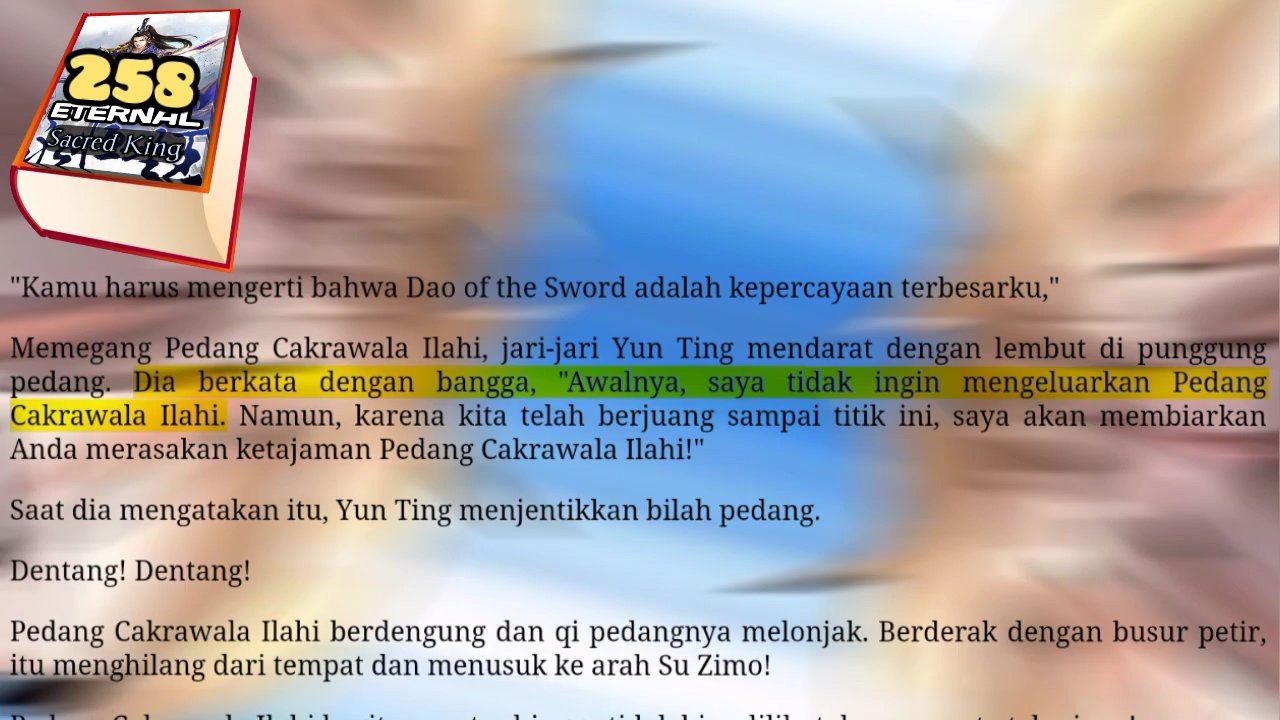 258
ETERNAL
Sacred King
"Kamu harus mengerti bahwa Dao of the Sword adalah kepercayaan terbesarku,"
Memegang Pedang Cakrawala Ilahi, jari-jari Yun Ting mendarat dengan lembut di punggung
pedang. Dia berkata dengan bangga, "Awalnya, saya tidak ingin mengeluarkan Pedang
Cakrawala Ilahi. Namun, karena kita telah berjuang sampai titik ini, saya akan membiarkan
Anda merasakan ketajaman Pedang Cakrawala Ilahi!"
Saat dia mengatakan itu, Yun Ting menjentikkan bilah pedang.
Dentang! Dentang!
Pedang Cakrawala Ilahi berdengung dan qi pedangnya melonjak. Berderak dengan busur petir,
itu menghilang dari tempat dan menusuk ke arah Su Zimo!